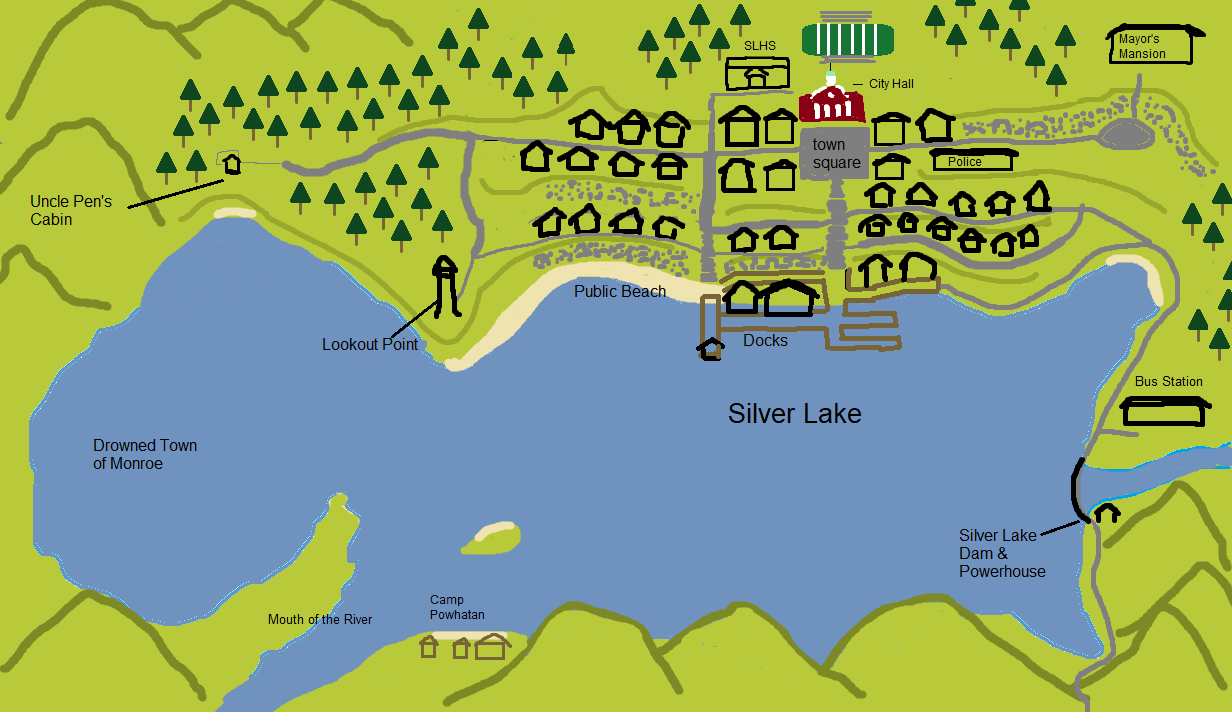 SLHS
Mayor's
Mansion
City Hall
town
square
Police
Uncle Pen's
Cabin
Public Beach
Lookout Point
Docks
Bus Station
Silver Lake
Drowned Town
of Monroe
Silver Lake
Dam &
Powerhouse
Camp
Powhatan
Mouth of the River